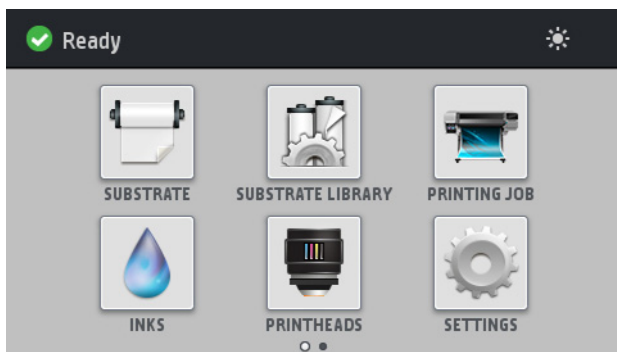 Ready
SUBSTRATE SUBSTRATE LIBRARY PRINTING JOB
INKS PRINTHEADS SETTINGS